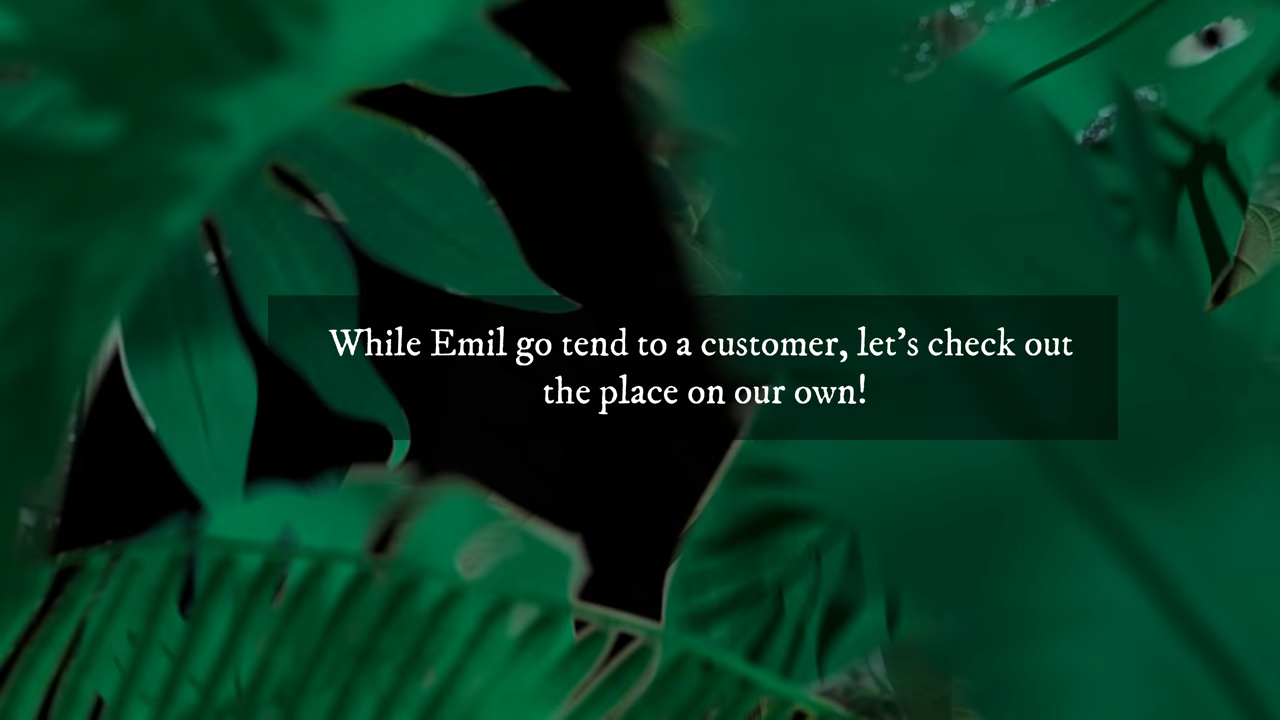 While Emil go tend to a customer, let’s check out
the place on our own!